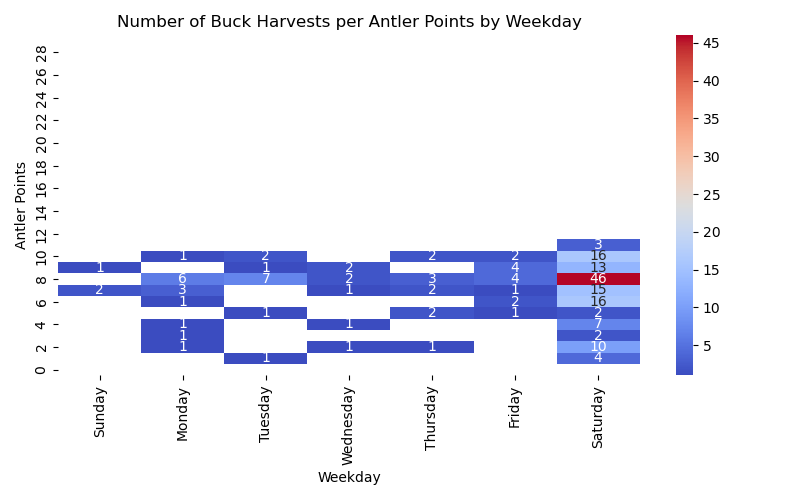 Number of Buck Harvests per Antler Points by Weekday
45
28
26
40
24
22
35
20
30
18
16
25
14
20
12
3
10
1 2 2 2 16
15
1 1 2 4 13
8
6 7 2 3 4 46
2 3 1 2 1 15
10
6
1 2 16
1 2 1 2
4
1 1 7
5
1 2
2
1 1 1 10
1 4
0
Antler Points
Sunday
Monday
Tuesday
Wednesday
Thursday
Friday
Saturday
Weekday